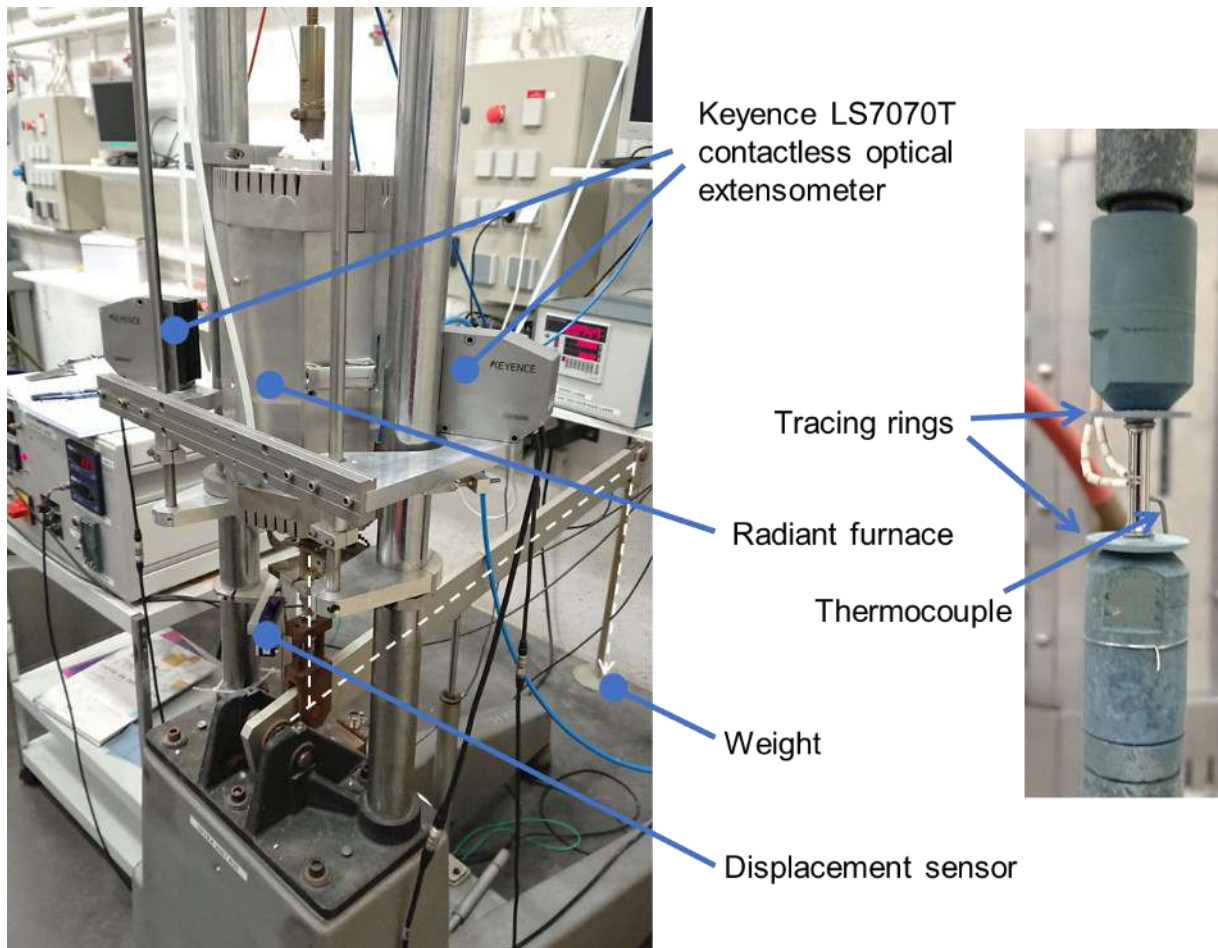 Keyence LS7070T
contactless optical
extensometer
KEYENCE
KEYENCE
Tracing rings
Radiant furnace
Thermocouple
Weight
Displacement sensor